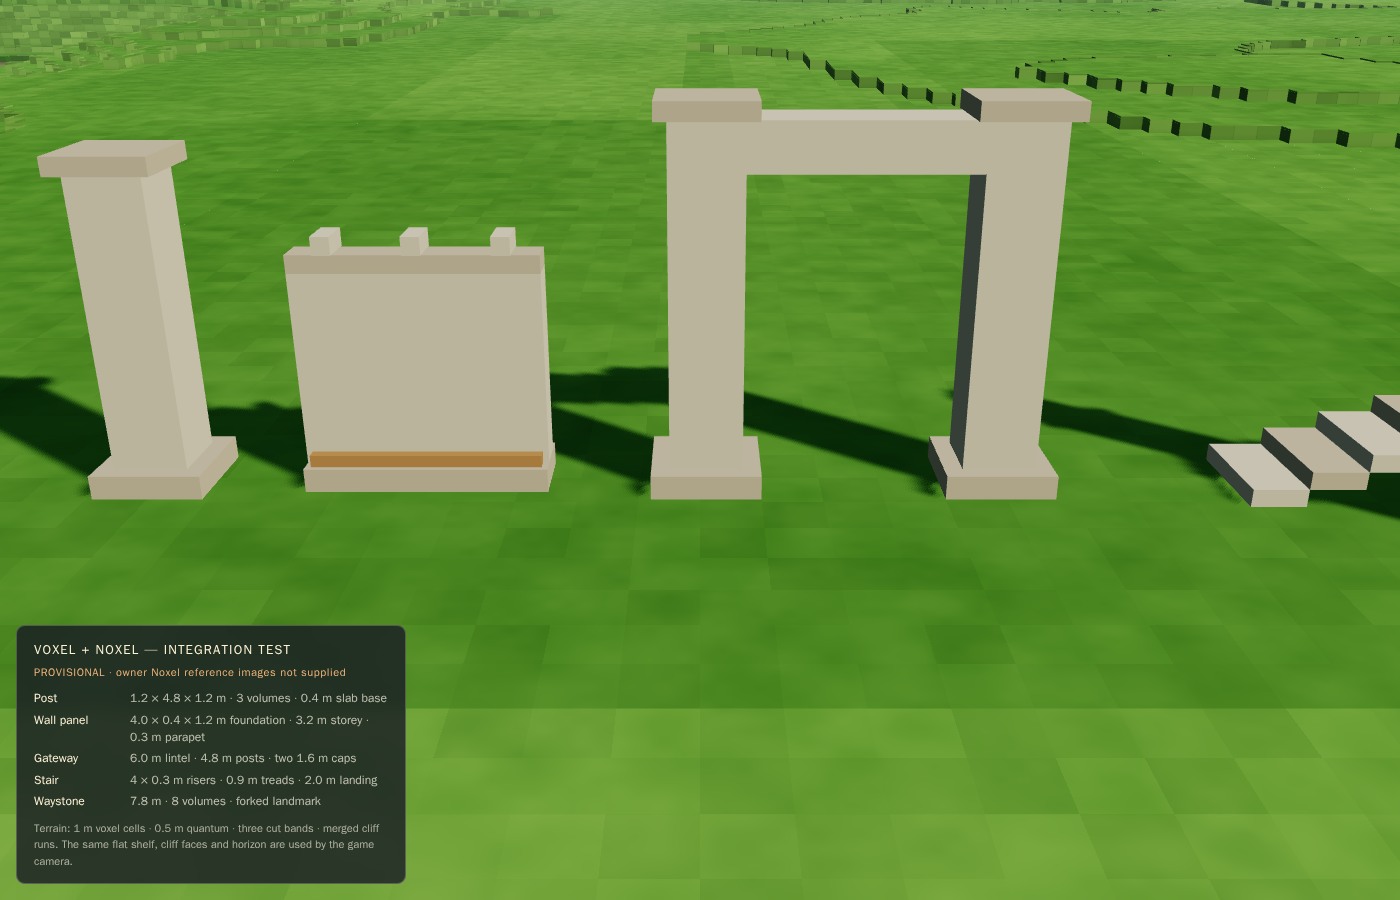 VOXEL + NOXEL — INTEGRATION TEST
PROVISIONAL · owner Noxel reference images not supplied
Post 1.2 × 4.8 × 1.2 m · 3 volumes · 0.4 m slab base
Wall panel 4.0 × 0.4 × 1.2 m foundation · 3.2 m storey ·
0.3 m parapet
Gateway 6.0 m lintel · 4.8 m posts · two 1.6 m caps
Stair 4 × 0.3 m risers · 0.9 m treads · 2.0 m landing
Waystone 7.8 m · 8 volumes · forked landmark
Terrain: 1 m voxel cells · 0.5 m quantum · three cut bands · merged cliff
runs. The same flat shelf, cliff faces and horizon are used by the game
camera.